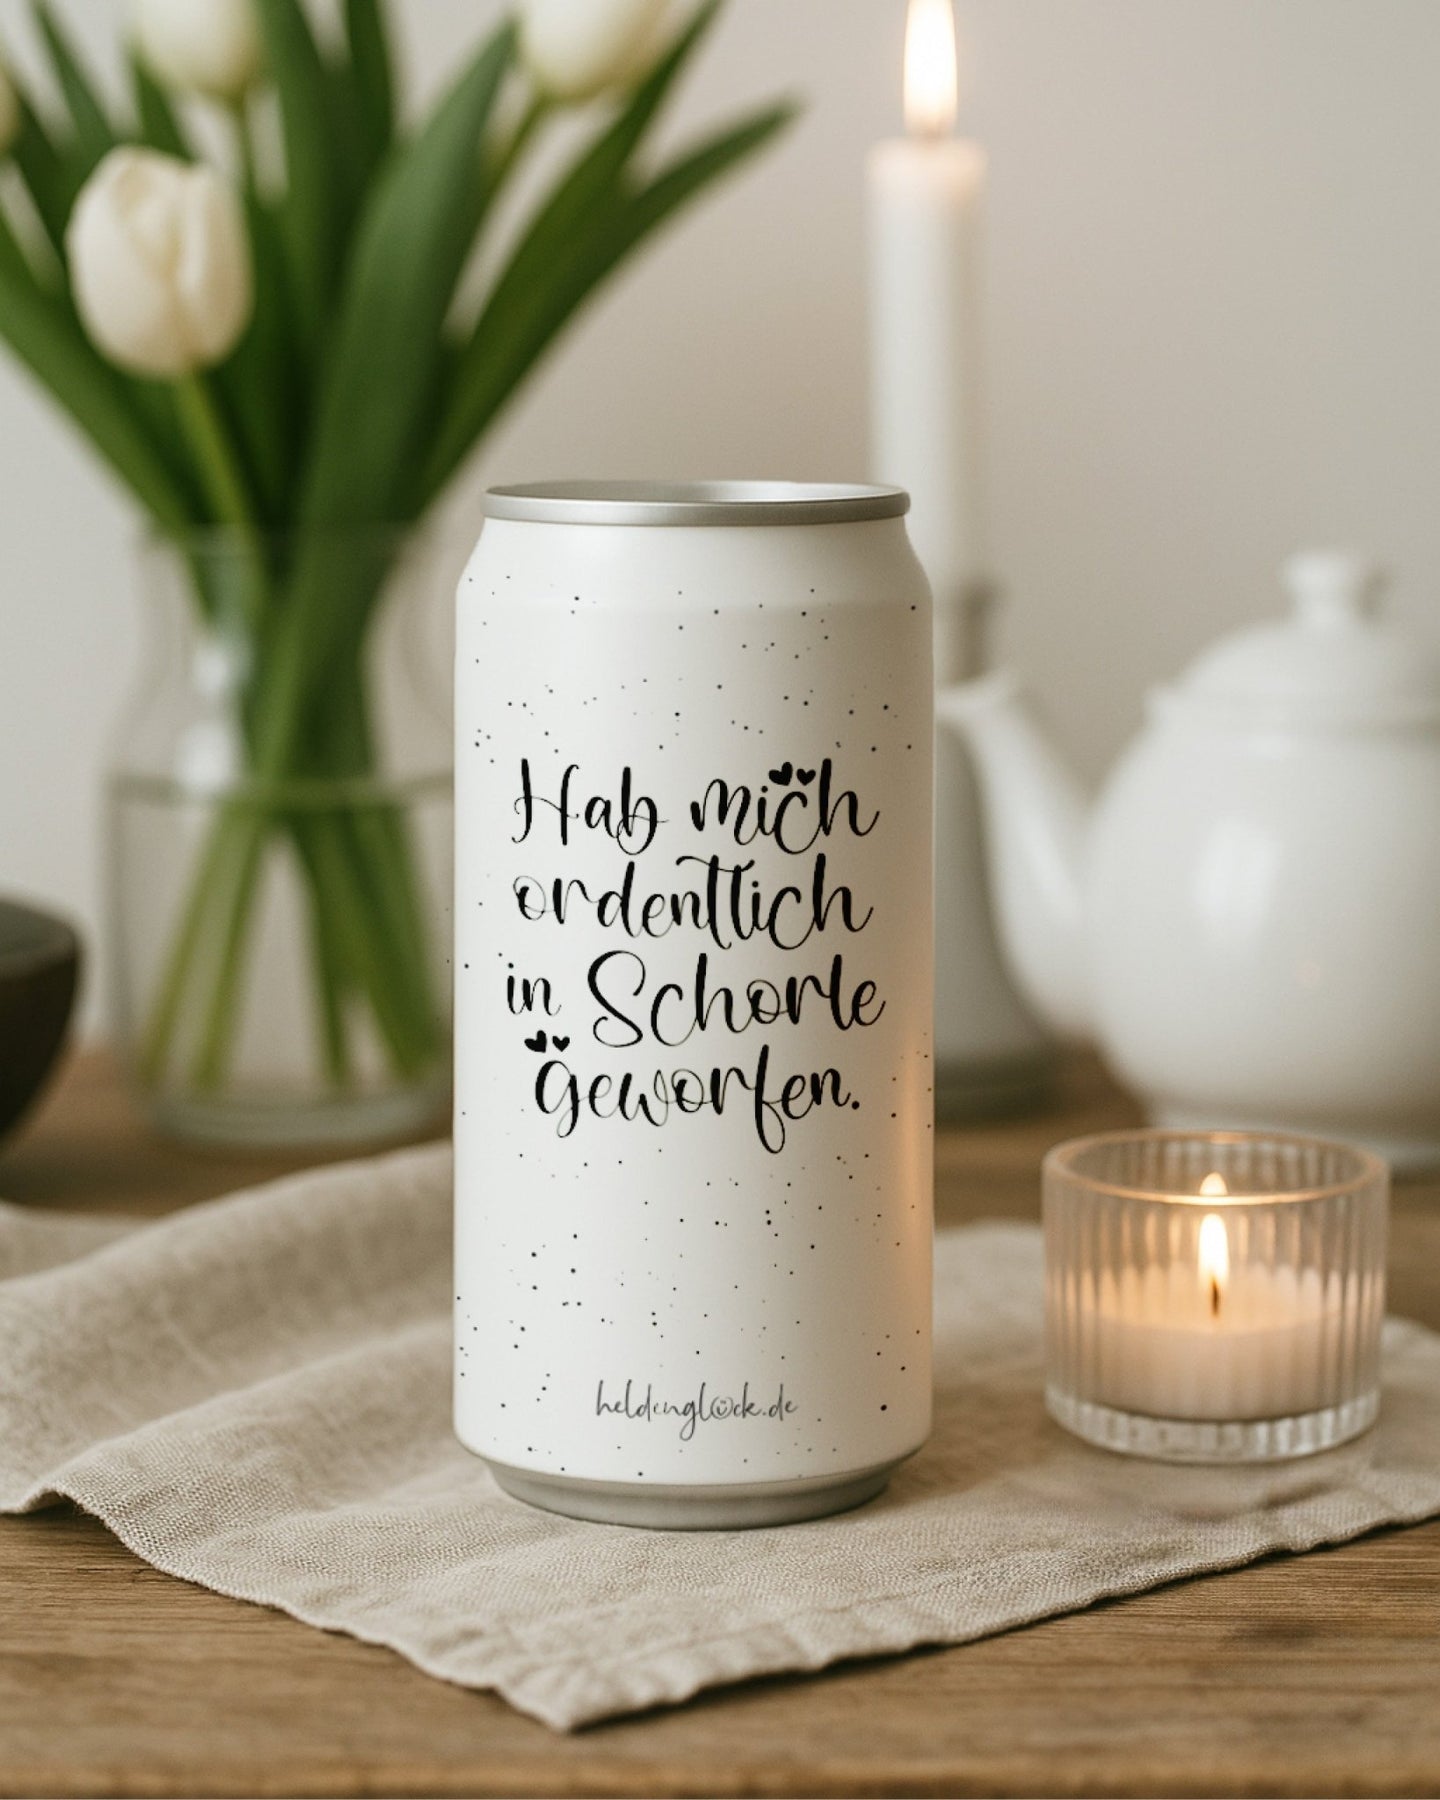 Hab mich
ordentlich
in Schorle
geworfen.
heldenglück.de